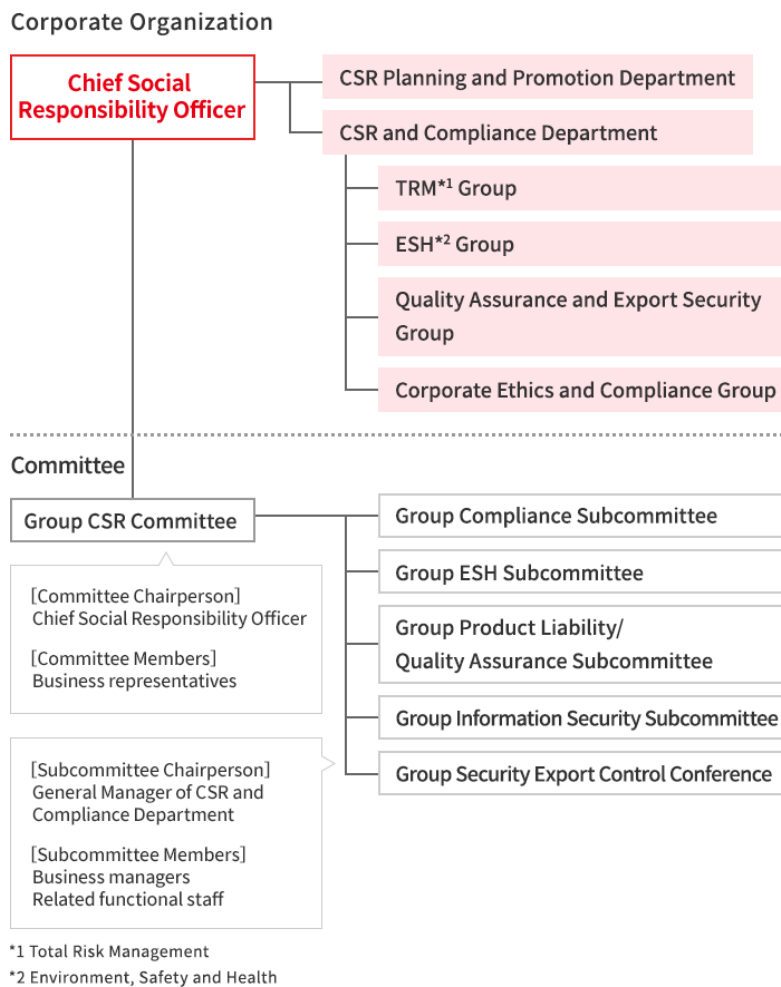 Corporate Organization
Chief Social
Responsibility Officer
CSR Planning and Promotion Department
CSR and Compliance Department
TRM*1 Group
ESH*2 Group
Quality Assurance and Export Security
Group
Corporate Ethics and Compliance Group
Committee
Group CSR Committee
[Committee Chairperson]
Chief Social Responsibility Officer
[Committee Members]
Business representatives
[Subcommittee Chairperson]
General Manager of CSR and
Compliance Department
[Subcommittee Members]
Business managers
Related functional staff
Group Compliance Subcommittee
Group ESH Subcommittee
Group Product Liability/
Quality Assurance Subcommittee
Group Information Security Subcommittee
Group Security Export Control Conference
*1 Total Risk Management
*2 Environment, Safety and Health